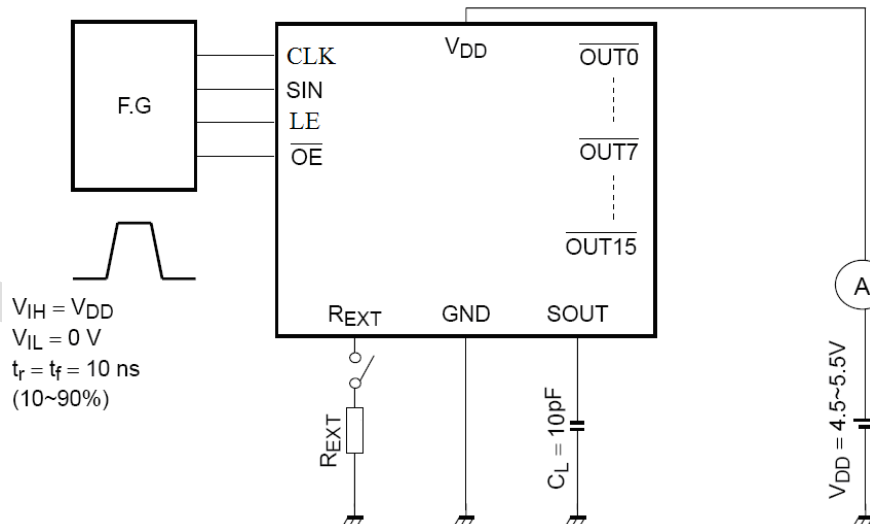 F.G
CLK
SIN
LE
OE
VDD
OUT0
OUT7
OUT15
REXT
GND
SOUT
VIH = VDD
VIL = 0 V
tr = tf = 10 ns
(10~90%)
REXT
CL = 10pF
A
VDD = 4.5~5.5V